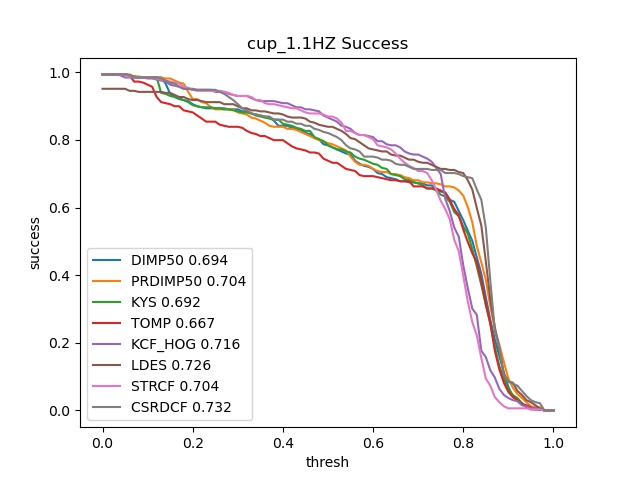 cup_1.1HZ Success
success
1.0
0.8
0.6
0.4
0.2
0.0
DIMP50 0.694
PRDIMP50 0.704
KYS 0.692
TOMP 0.667
KCF_HOG 0.716
LDES 0.726
STRCF 0.704
CSRDCF 0.732
0.0 0.2 0.4 0.6 0.8 1.0
thresh